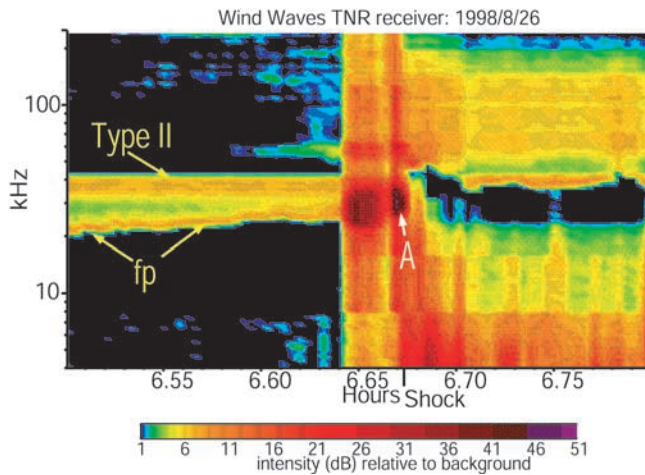 Wind Waves TNR receiver: 1998/8/26
100
Type II
kHz
fp
A
10
6.55 6.60 6.65 6.70 6.75
Hours Shock
1 6 11 16 21 26 31 36 41 46 51
intensity (dB) relative to background